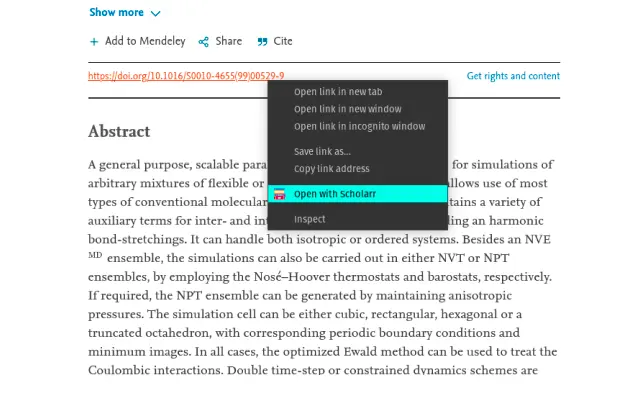 Show more
Add to Mendeley Share Cite
https://doi.org/10.1016/S0010-4655(99)00529-9 Get rights and content
Open link in new tab
Open link in new window
Open link in incognito window
Save link as...
Copy link address
Open with Scholarr
Inspect
Abstract
A general purpose, scalable para for simulations of
arbitrary mixtures of flexible or allows use of most
types of conventional molecular tains a variety of
auxiliary terms for inter- and int ding an harmonic
bond-stretchings. It can handle both isotropic or ordered systems. Besides an NVE
MD ensemble, the simulations can also be carried out in either NVT or NPT
ensembles, by employing the Nosé–Hoover thermostats and barostats, respectively.
If required, the NPT ensemble can be generated by maintaining anisotropic
pressures. The simulation cell can be either cubic, rectangular, hexagonal or a
truncated octahedron, with corresponding periodic boundary conditions and
minimum images. In all cases, the optimized Ewald method can be used to treat the
Coulombic interactions. Double time-step or constrained dynamics schemes are